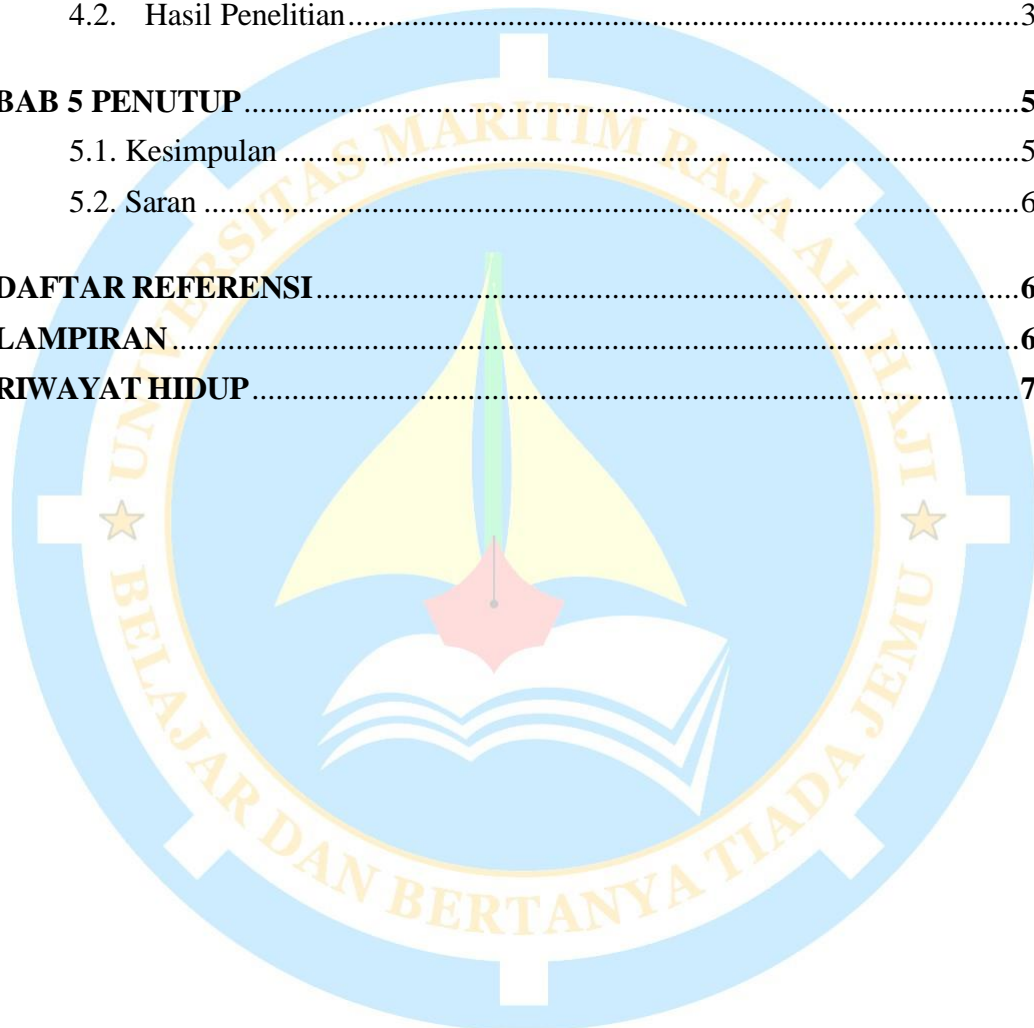 4.2. Hasil Penelitian....................................................................................................3
BAB 5 PENUTUP....................................................................................................5
5.1. Kesimpulan....................................................................................................5
5.2. Saran....................................................................................................6
DAFTAR REFERENSI....................................................................................................6
LAMPIRAN....................................................................................................6
RIWAYAT HIDUP....................................................................................................7
UNIVERSITAS MARITIM RAJA ALI HAJI
BELAJAR DAN BERTANYA TIADA JEMU